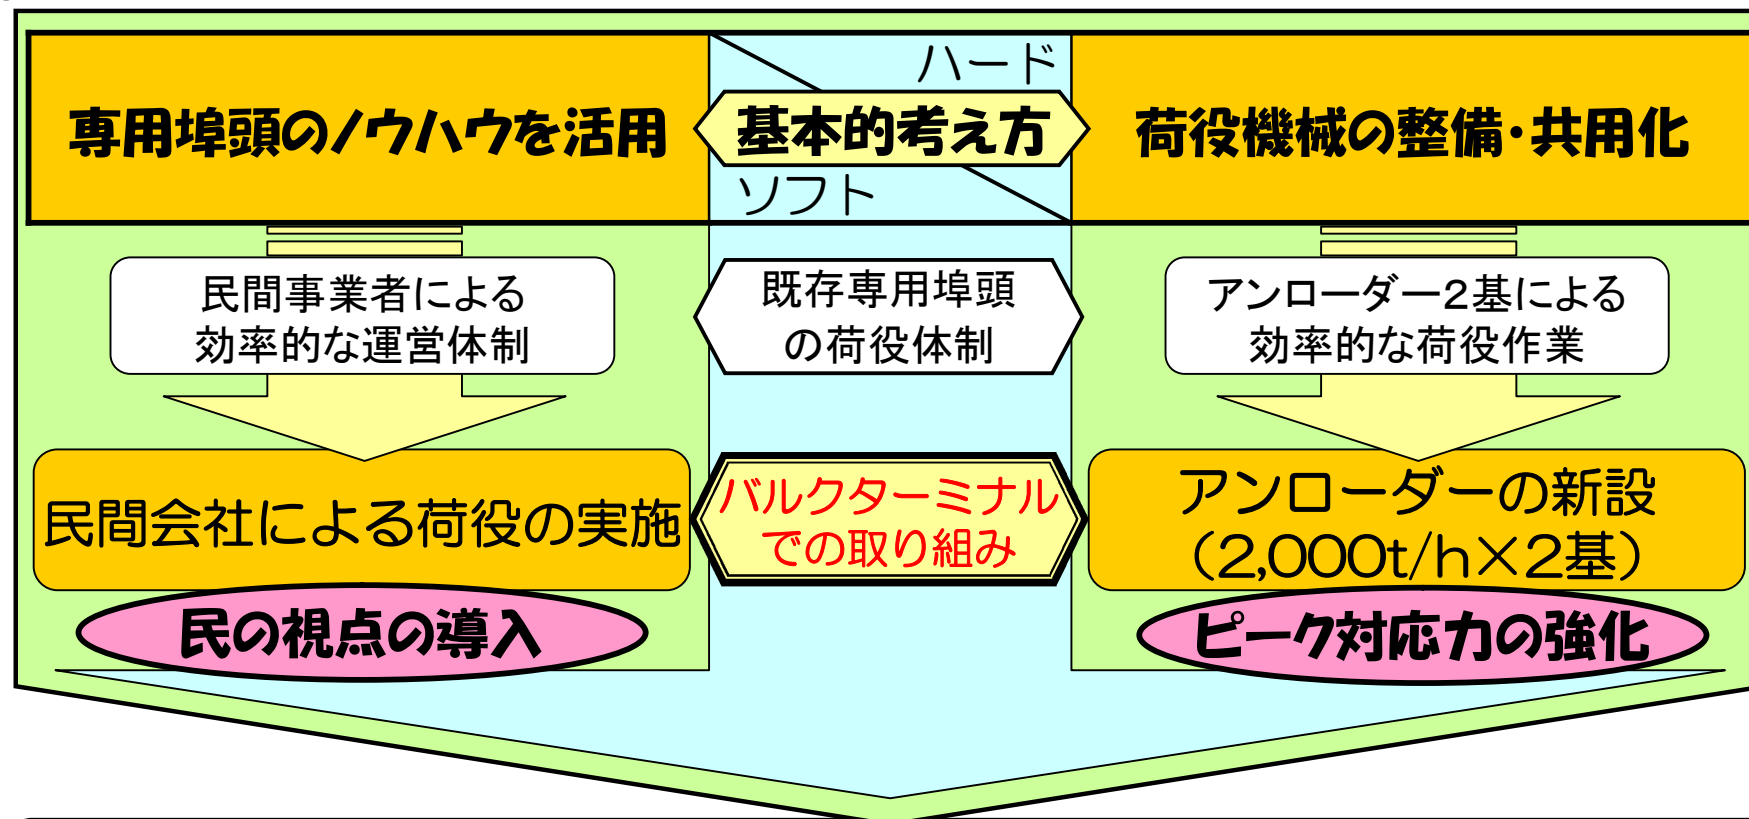 ハード
専用埠頭のノウハウを活用
基本的考え方
荷役機械の整備・共用化
ソフト
民間事業者による
効率的な運営体制
既存専用埠頭
の荷役体制
アンローダー2基による
効率的な荷役作業
民間会社による荷役の実施
バルクターミナル
での取り組み
アンローダーの新設
(2,000t/h×2基)
民の視点の導入
ピーク対応力の強化